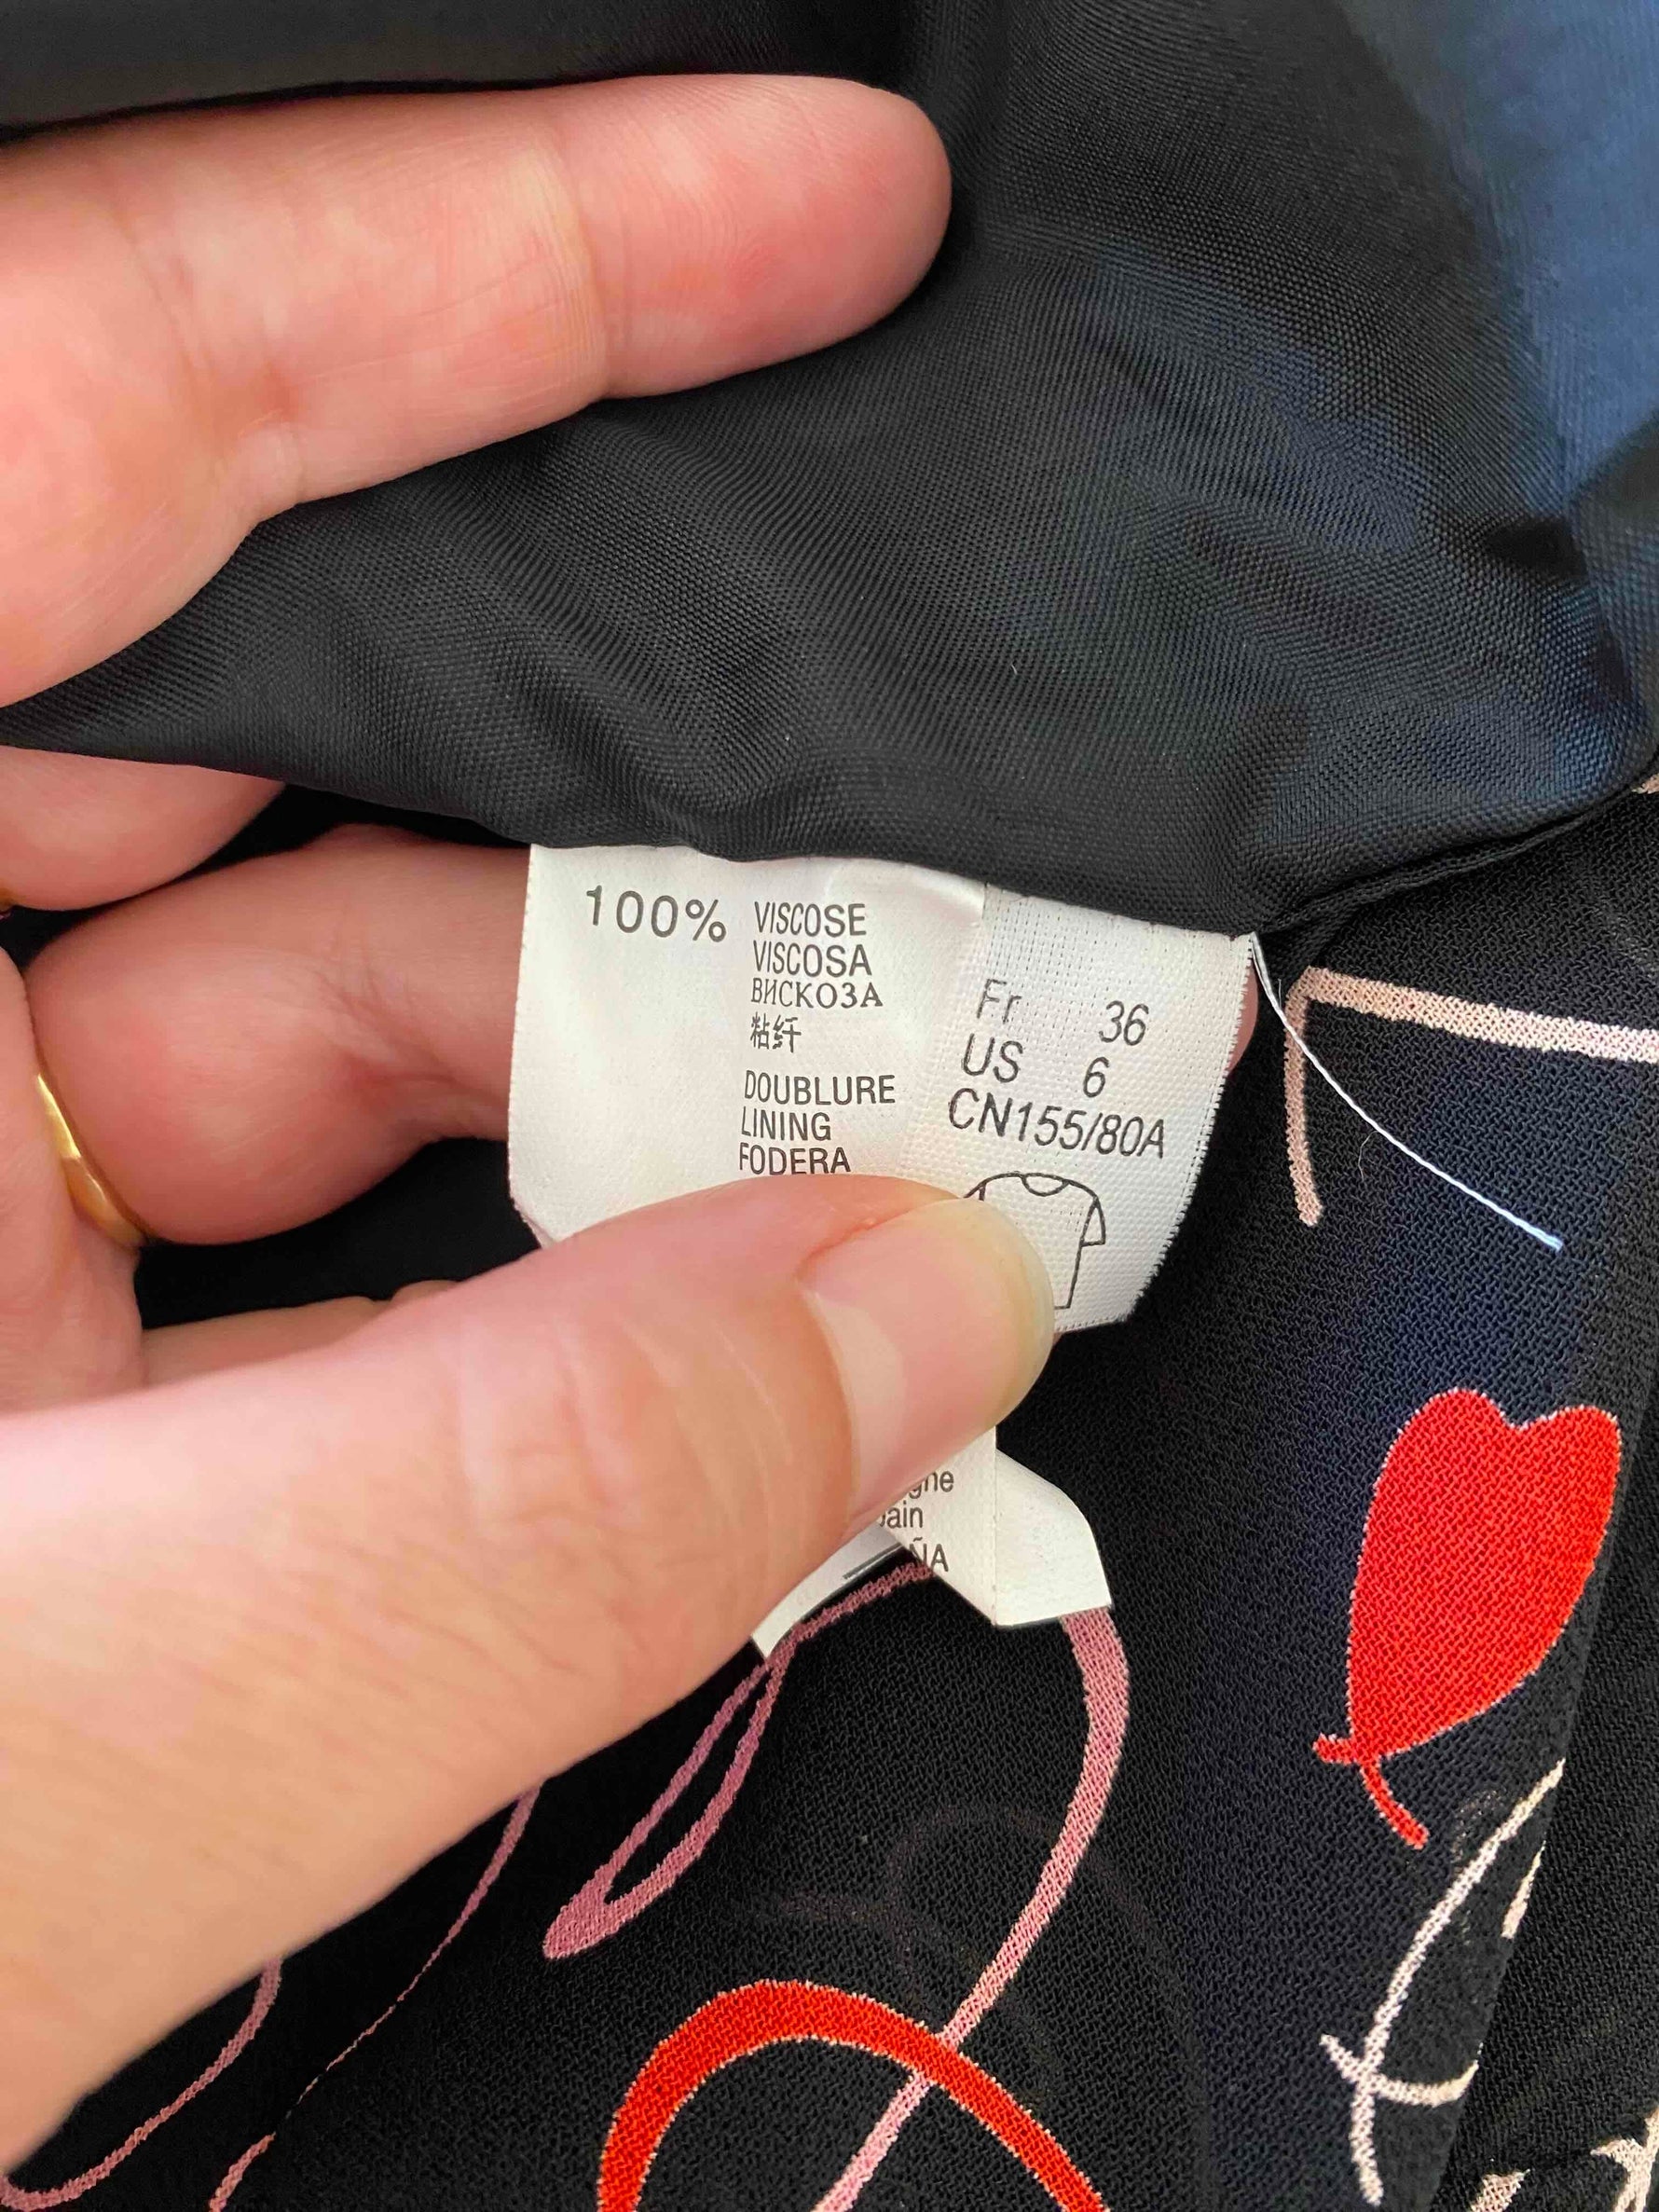 100% VISCOSE
VISCOSA
ВИСКОЗА
粘纤
DOUBLURE
LINING
FODERA
Fr 36
US 6
CN155/80A